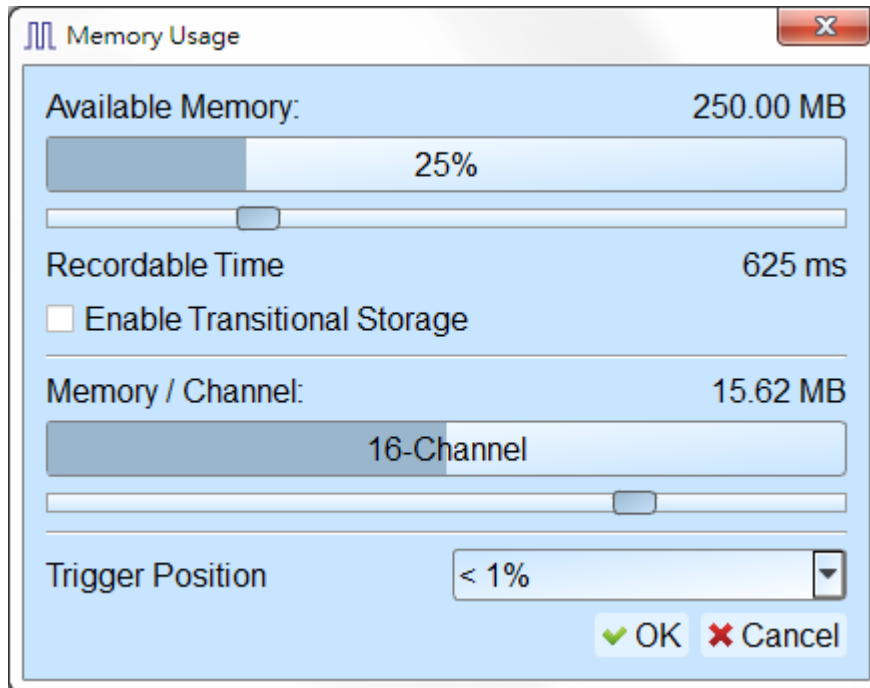 Memory Usage
Available Memory: 250.00 MB
25%
Recordable Time 625 ms
Enable Transitional Storage
Memory / Channel: 15.62 MB
16-Channel
Trigger Position < 1%
OK Cancel